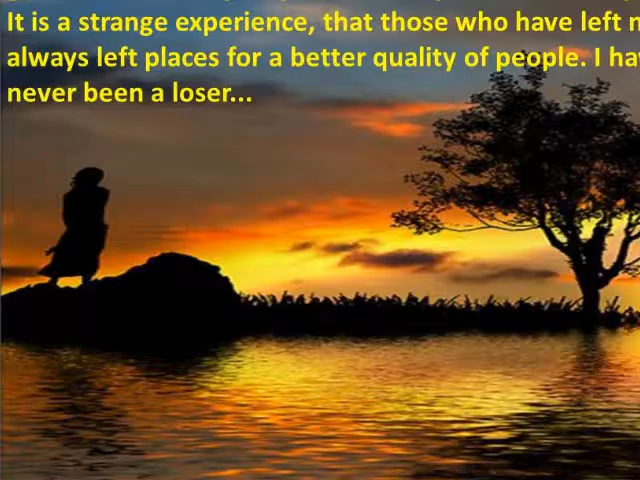 It is a strange experience, that those who have left m
always left places for a better quality of people. I hav
never been a loser...